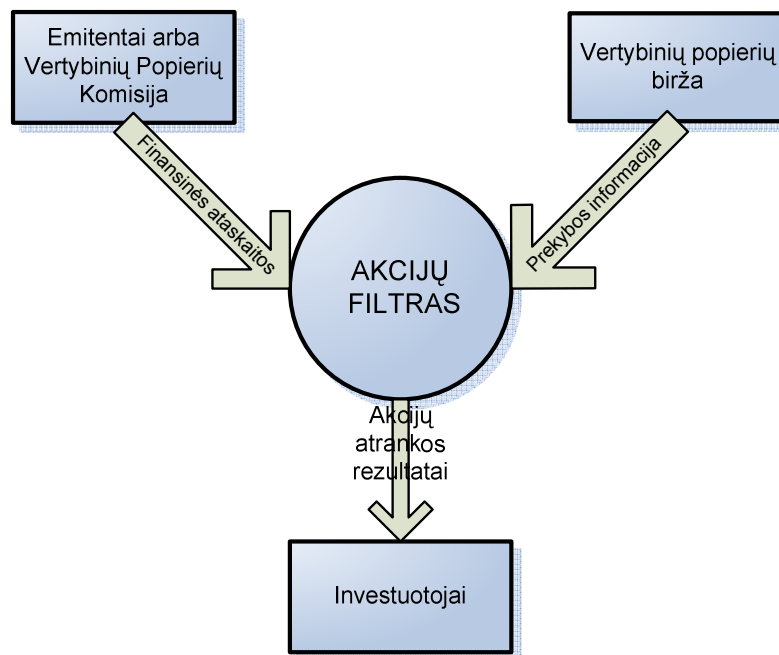 Emitentai arba
Vertybinių Popierių
Komisija
Vertybinių popierių
birža
Finansinės ataskaitos
Prekybos informacija
AKCIJŲ
FILTRAS
Akcijų
atrankos
rezultatai
Investuotojai